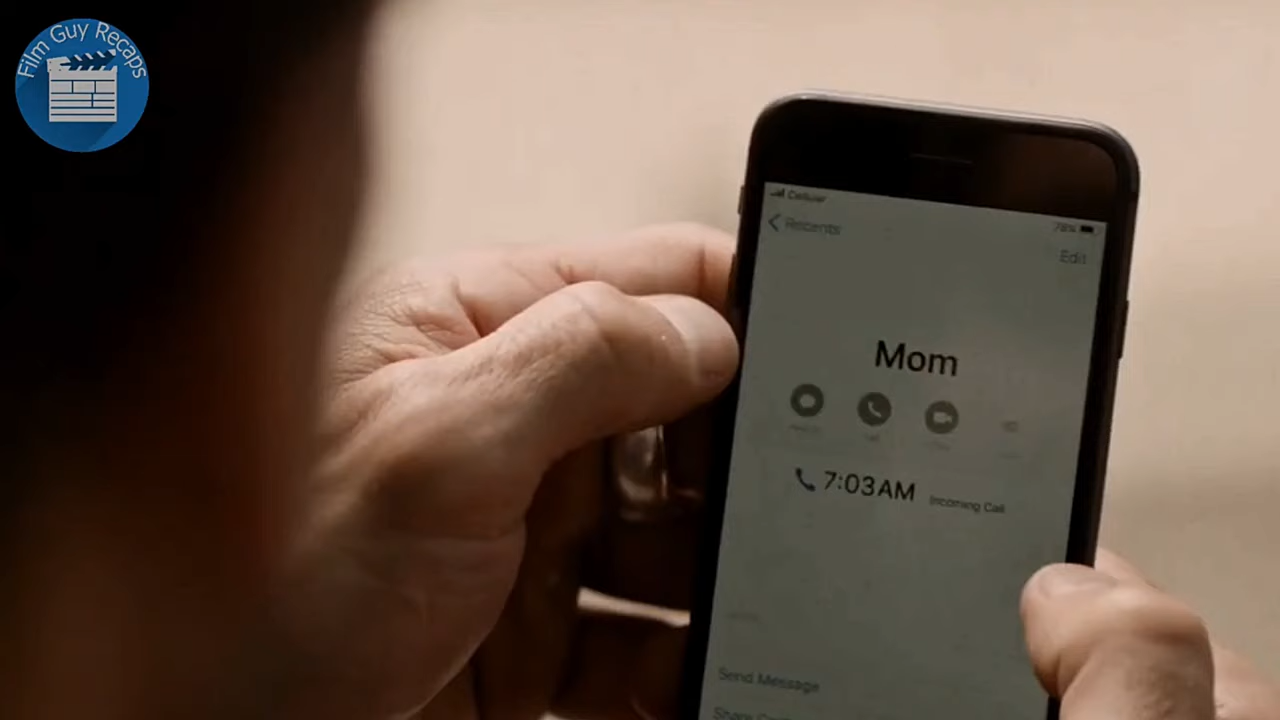 Film Guy Recaps
Cellular
78%
Recents
Edit
Mom
7:03AM Incoming Call
Send Message